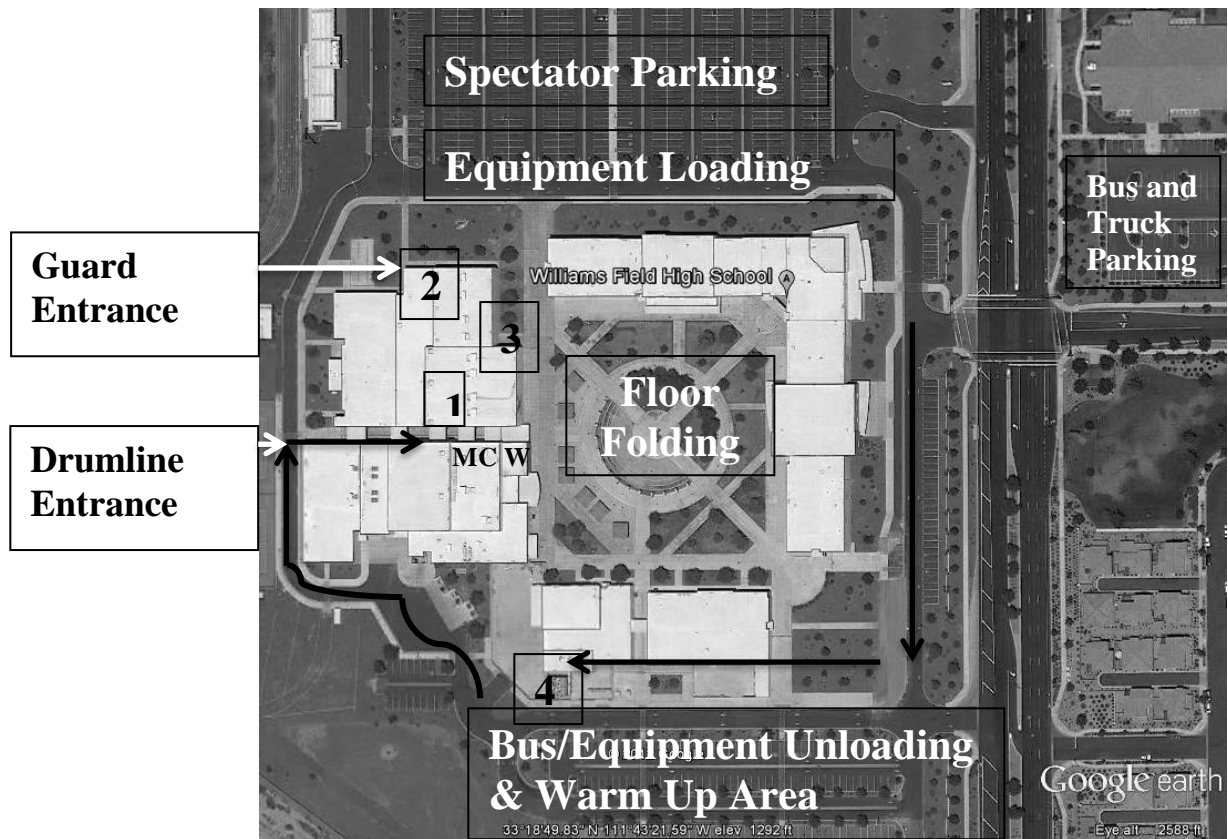 Spectator Parking
Equipment Loading
Bus and
Truck
Parking
Guard
Entrance
2
Williams Field High School
A
3
1
Floor
Folding
Drumline
Entrance
MC W
4
Bus/Equipment Unloading
& Warm Up Area
Google earth
33°18'49.83" N 111°43'21.59" W elev 1292 ft
Eye alt 2588 ft